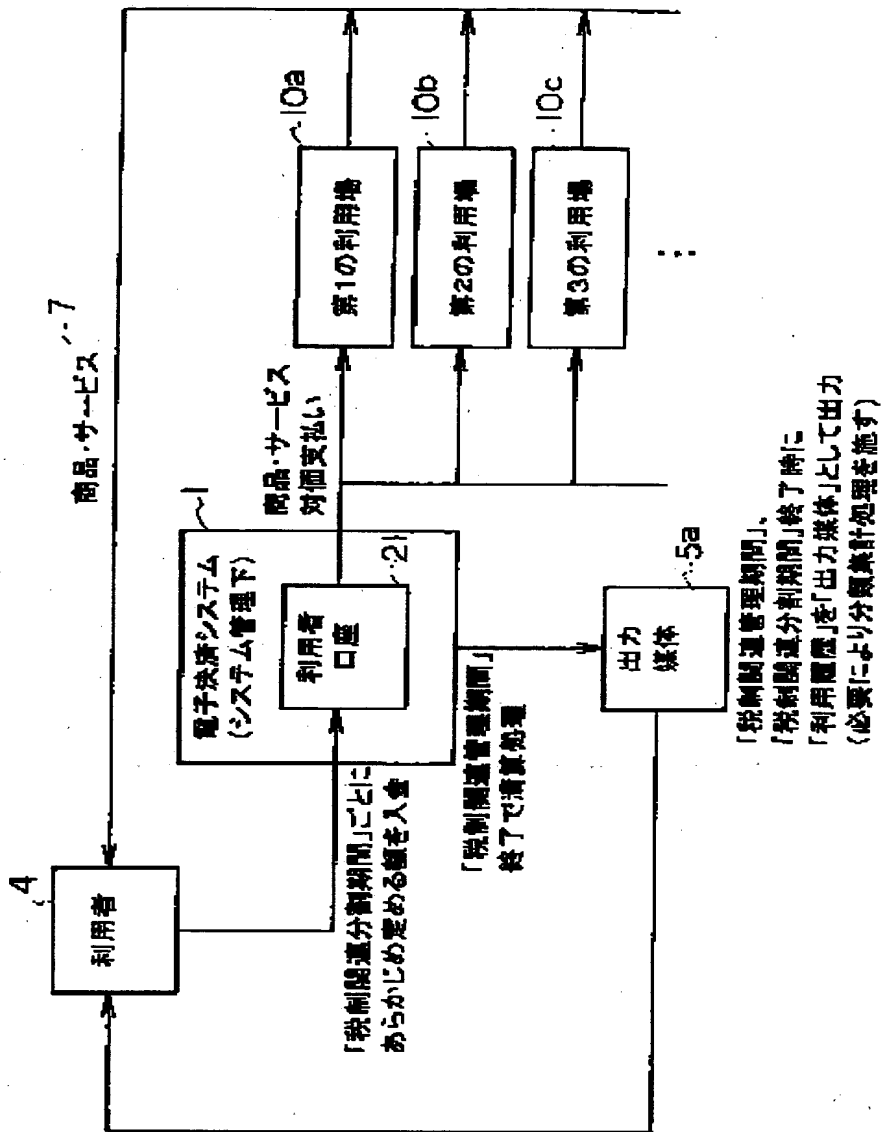 商品・サービス
7
4
利用者
電子決済システム
(システム管理下)
1
利用者
口座
21
商品・サービス
対価支払い
第1の利用場
10a
第2の利用場
10b
第3の利用場
10c
「税制関連分割期間」ごとに
あらかじめ定める額を入金
「税制関連管理期間」
終了で清算処理
出力
媒体
5a
「税制関連管理期間」、
「税制関連分割期間」終了時に
「利用履歴」を「出力媒体」として出力
(必要により分類集計処理を施す)